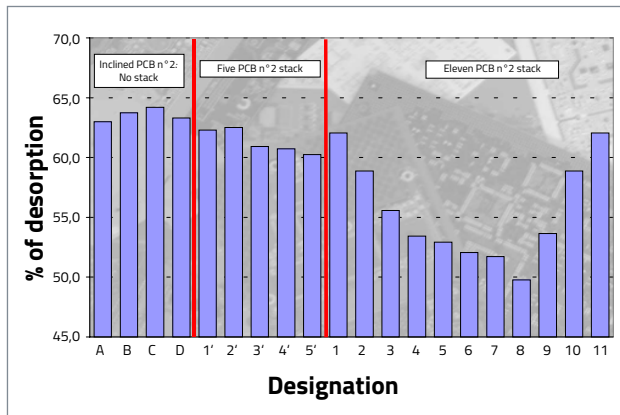 70,0
65,0
60,0
55,0
50,0
45,0
% of desorption
Inclined PCB n°2:
No stack
Five PCB n°2 stack
Eleven PCB n°2 stack
A B C D 1‘ 2‘ 3‘ 4‘ 5‘ 1 2 3 4 5 6 7 8 9 10 11
Designation